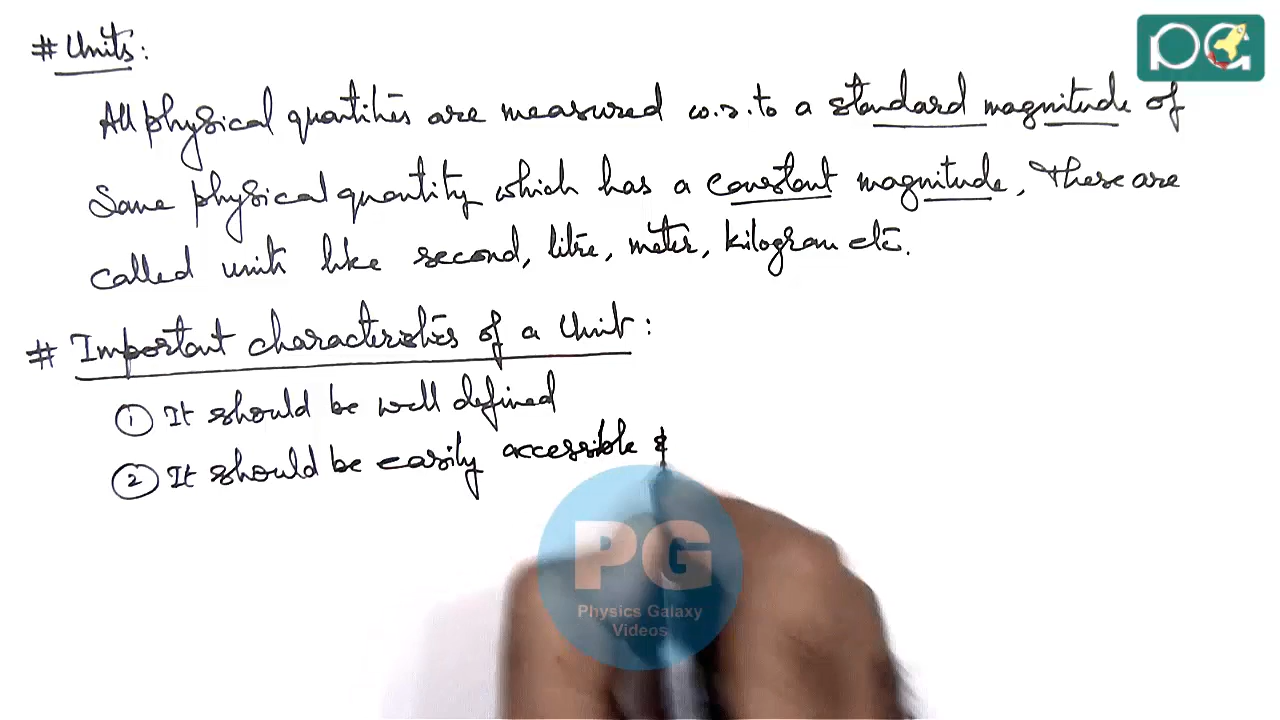 # Units:
All physical quantities are measured w.r.to a standard magnitude of
Same physical quantity which has a constant magnitude, these are
called units like second, litre, meter, kilogram etc.
# Important characteristics of a Unit:
① It should be well defined
② It should be easily accessible &
PG
Physics Galaxy
Videos